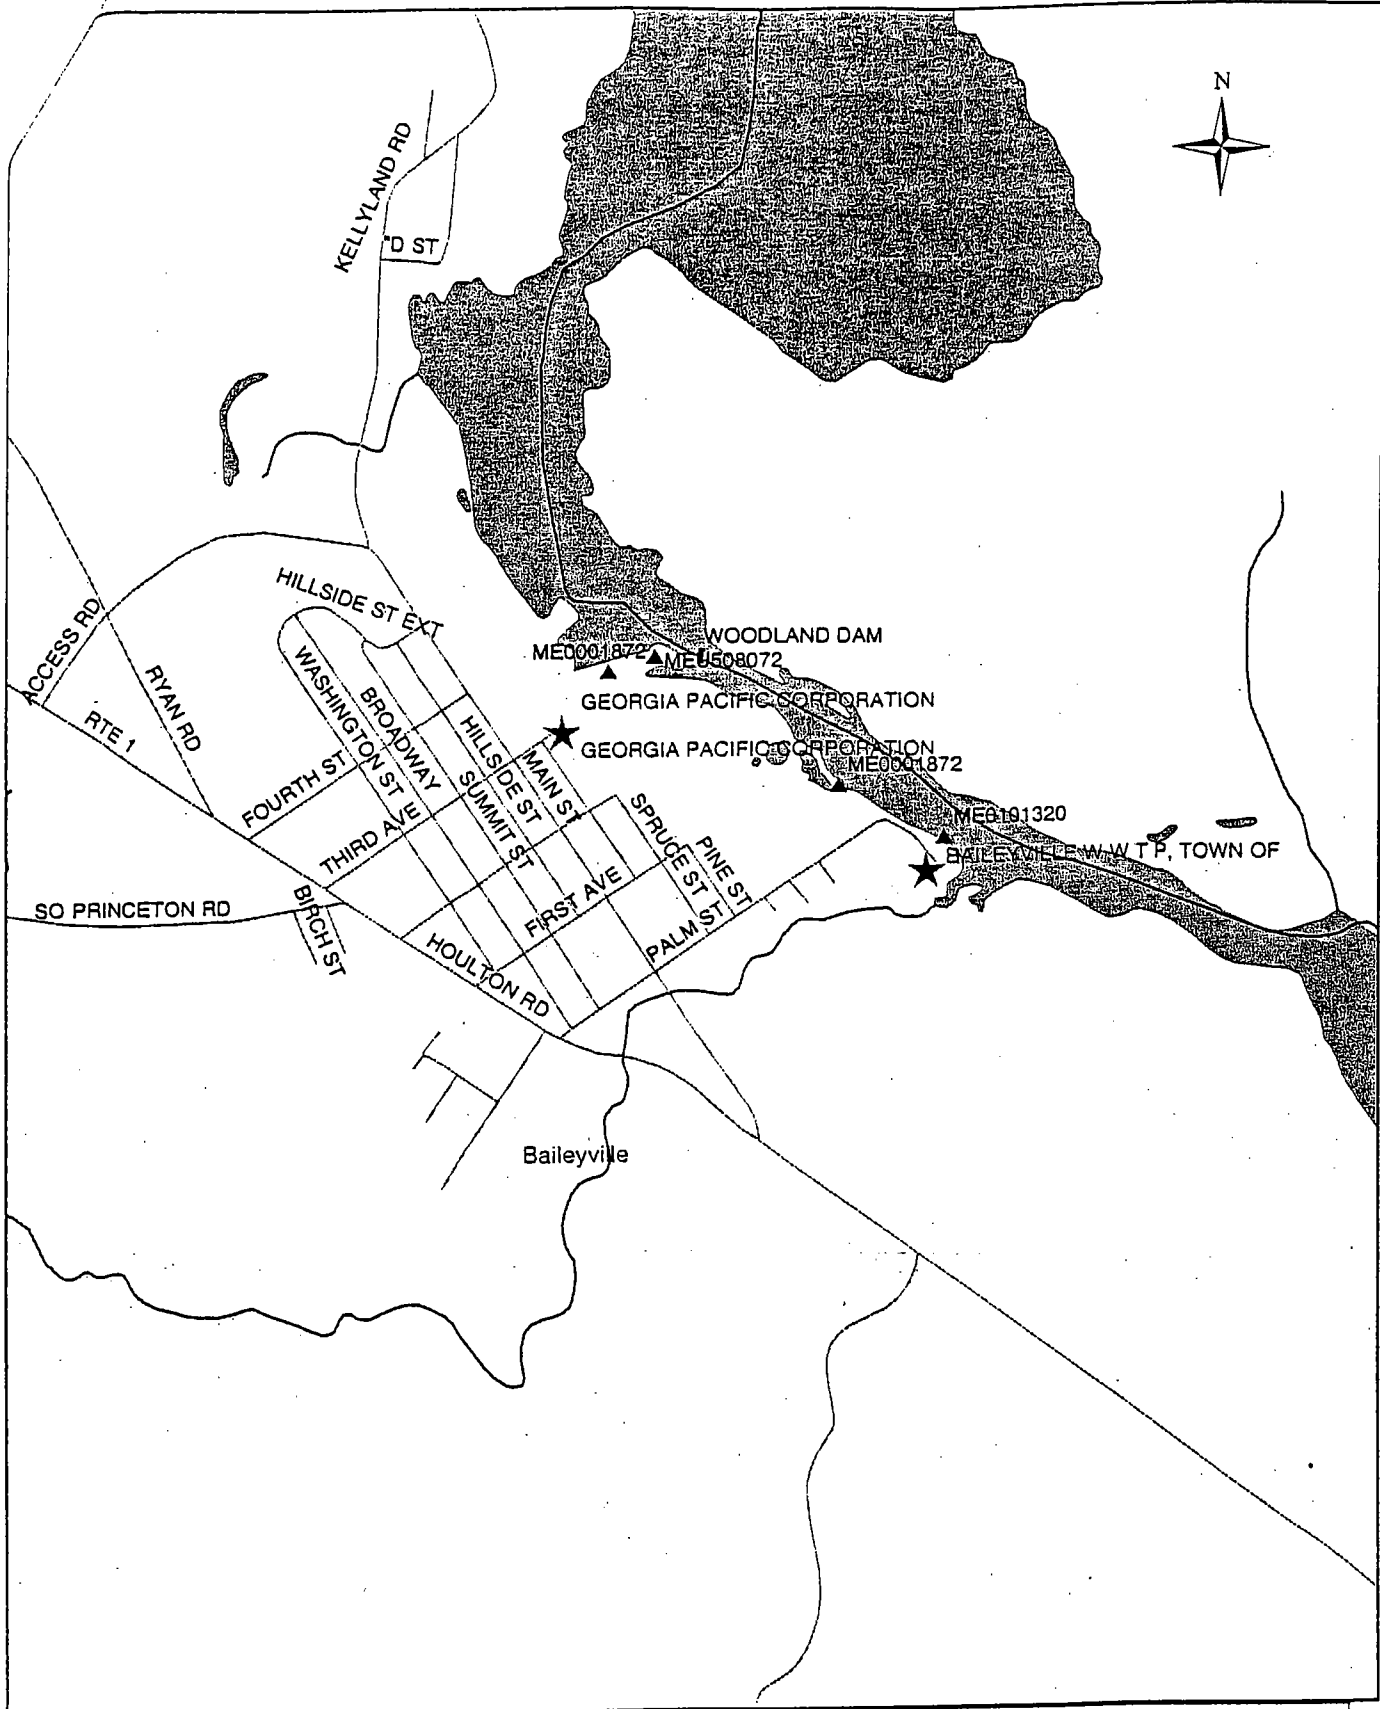 N
KELLYLAND RD
"D ST
HILLSIDE ST EXT
ACCESS RD
RYAN RD
RTE 1
WASHINGTON ST
BROADWAY
HILLSIDE ST
MAIN ST
SUMMIT ST
FOURTH ST
THIRD AVE
WOODLAND DAM
ME0001872
MEU508072
GEORGIA PACIFIC CORPORATION
GEORGIA PACIFIC CORPORATION
ME0001872
ME0101320
BAILEYVILLE W W T P, TOWN OF
SPRUCE ST
PINE ST
FIRST AVE
PALM ST
SO PRINCETON RD
BIRCH ST
HOULTON RD
Baileyville